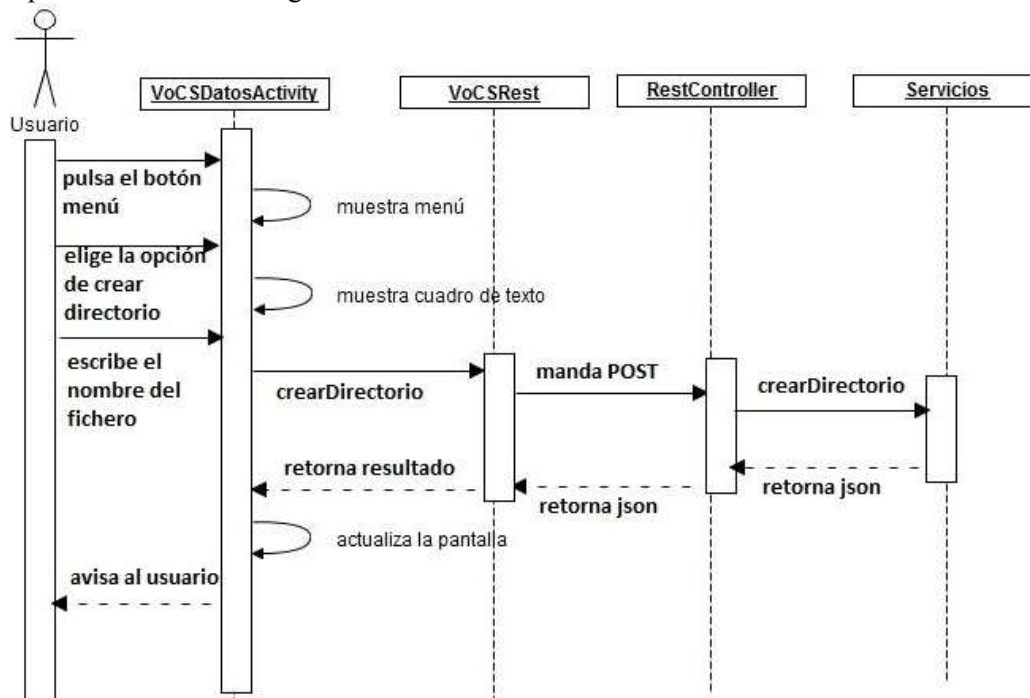 VoCSDatosActivity
VoCSRest
RestController
Servicios
Usuario
pulsa el botón
menú
muestra menú
elige la opción
de crear
directorio
muestra cuadro de texto
escribe el
nombre del
fichero
crearDirectorio
manda POST
crearDirectorio
retorna json
retorna json
retorna resultado
actualiza la pantalla
avisa al usuario